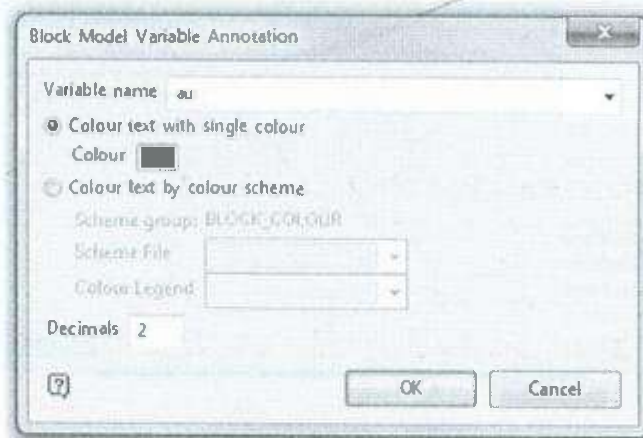 Block Model Variable Annotation
Variable name au
Colour text with single colour
Colour
Colour text by colour scheme
Scheme group: BLOCK_COLOUR
Scheme File
Colour Legend
Decimals 2
OK Cancel